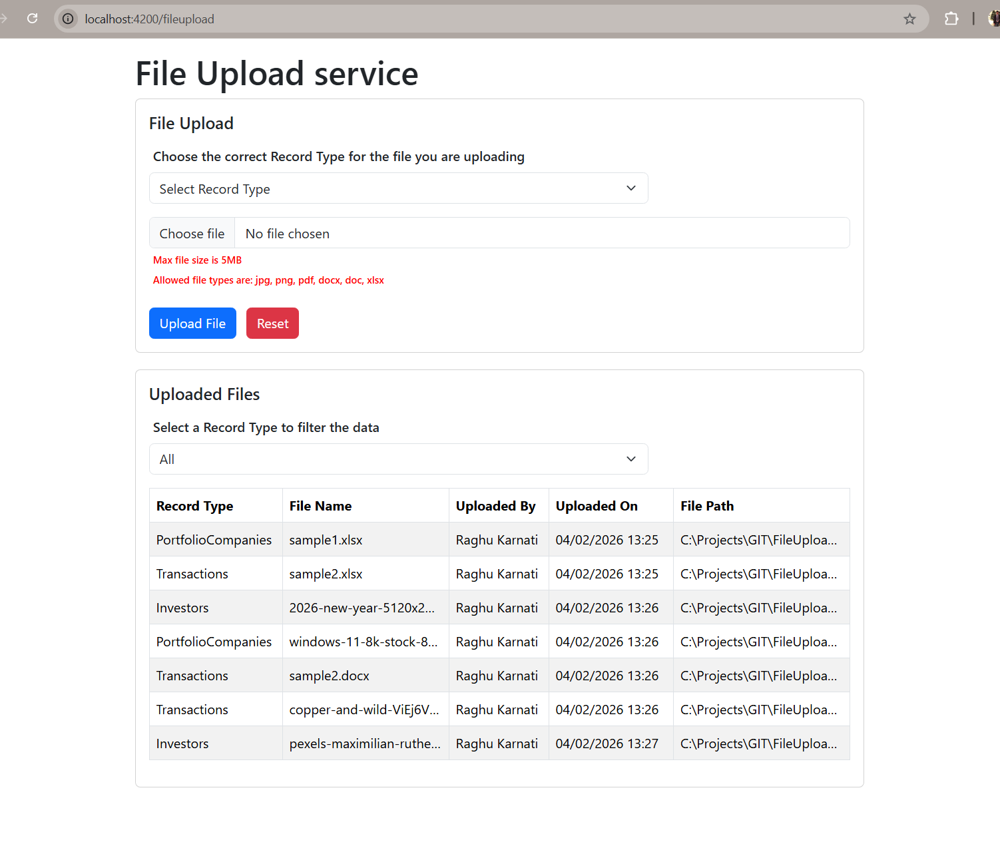 localhost:4200/fileupload
File Upload service
File Upload
Choose the correct Record Type for the file you are uploading
Select Record Type
Choose file No file chosen
Max file size is 5MB
Allowed file types are: jpg, png, pdf, docx, doc, xlsx
Upload File Reset
Uploaded Files
Select a Record Type to filter the data
All
Record Type File Name Uploaded By Uploaded On File Path
PortfolioCompanies sample1.xlsx Raghu Karnati 04/02/2026 13:25 C:\Projects\GIT\FileUploa...
Transactions sample2.xlsx Raghu Karnati 04/02/2026 13:25 C:\Projects\GIT\FileUploa...
Investors 2026-new-year-5120x2... Raghu Karnati 04/02/2026 13:26 C:\Projects\GIT\FileUploa...
PortfolioCompanies windows-11-8k-stock-8... Raghu Karnati 04/02/2026 13:26 C:\Projects\GIT\FileUploa...
Transactions sample2.docx Raghu Karnati 04/02/2026 13:26 C:\Projects\GIT\FileUploa...
Transactions copper-and-wild-ViEj6V... Raghu Karnati 04/02/2026 13:26 C:\Projects\GIT\FileUploa...
Investors pexels-maximilian-ruthe... Raghu Karnati 04/02/2026 13:27 C:\Projects\GIT\FileUploa...